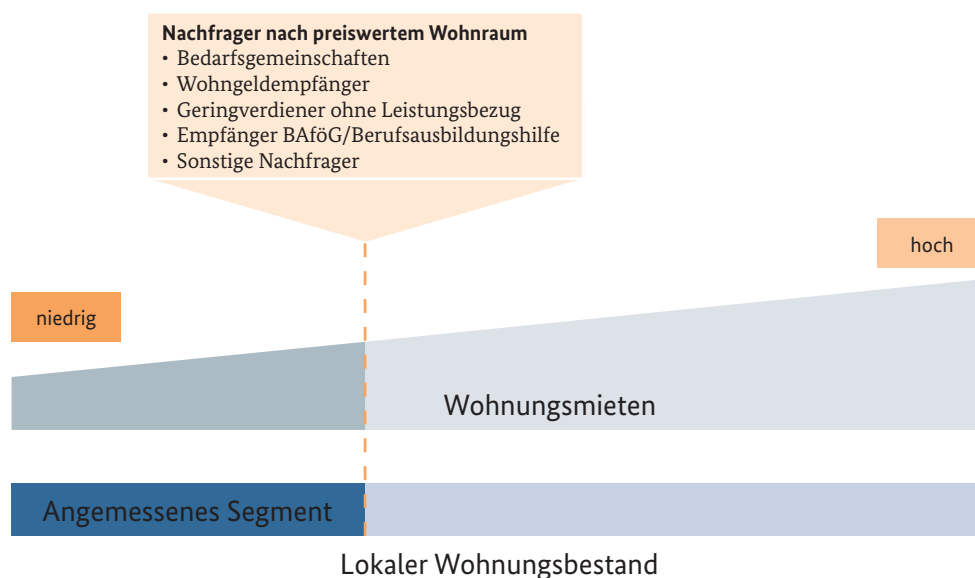 Nachfrager nach preiswertem Wohnraum
• Bedarfsgemeinschaften
• Wohngeldempfänger
• Geringverdiener ohne Leistungsbezug
• Empfänger BAföG/Berufsausbildungshilfe
• Sonstige Nachfrager
hoch
niedrig
Wohnungsmieten
Angemessenes Segment
Lokaler Wohnungsbestand